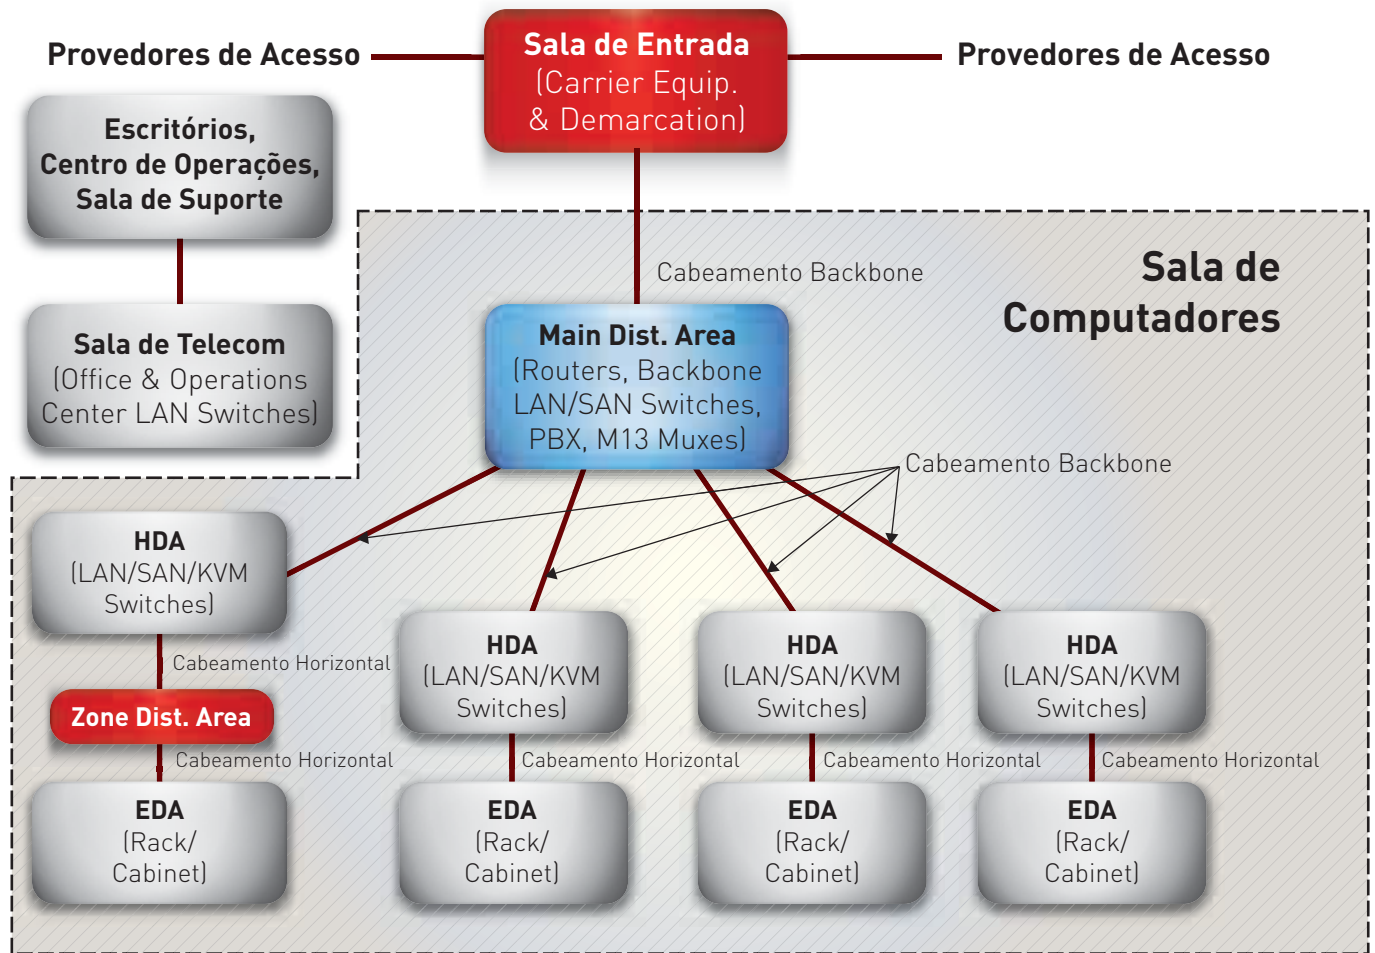 Provedores de Acesso
Sala de Entrada
(Carrier Equip.
& Demarcation)
Provedores de Acesso
Escritórios,
Centro de Operações,
Sala de Suporte
Sala de Telecom
(Office & Operations
Center LAN Switches)
Cabeamento Backbone
Sala de
Computadores
Main Dist. Area
(Routers, Backbone
LAN/SAN Switches,
PBX, M13 Muxes)
Cabeamento Backbone
HDA
(LAN/SAN/KVM
Switches)
Cabeamento Horizontal
Zone Dist. Area
Cabeamento Horizontal
EDA
(Rack/
Cabinet)
HDA
(LAN/SAN/KVM
Switches)
Cabeamento Horizontal
EDA
(Rack/
Cabinet)
HDA
(LAN/SAN/KVM
Switches)
Cabeamento Horizontal
EDA
(Rack/
Cabinet)
HDA
(LAN/SAN/KVM
Switches)
Cabeamento Horizontal
EDA
(Rack/
Cabinet)